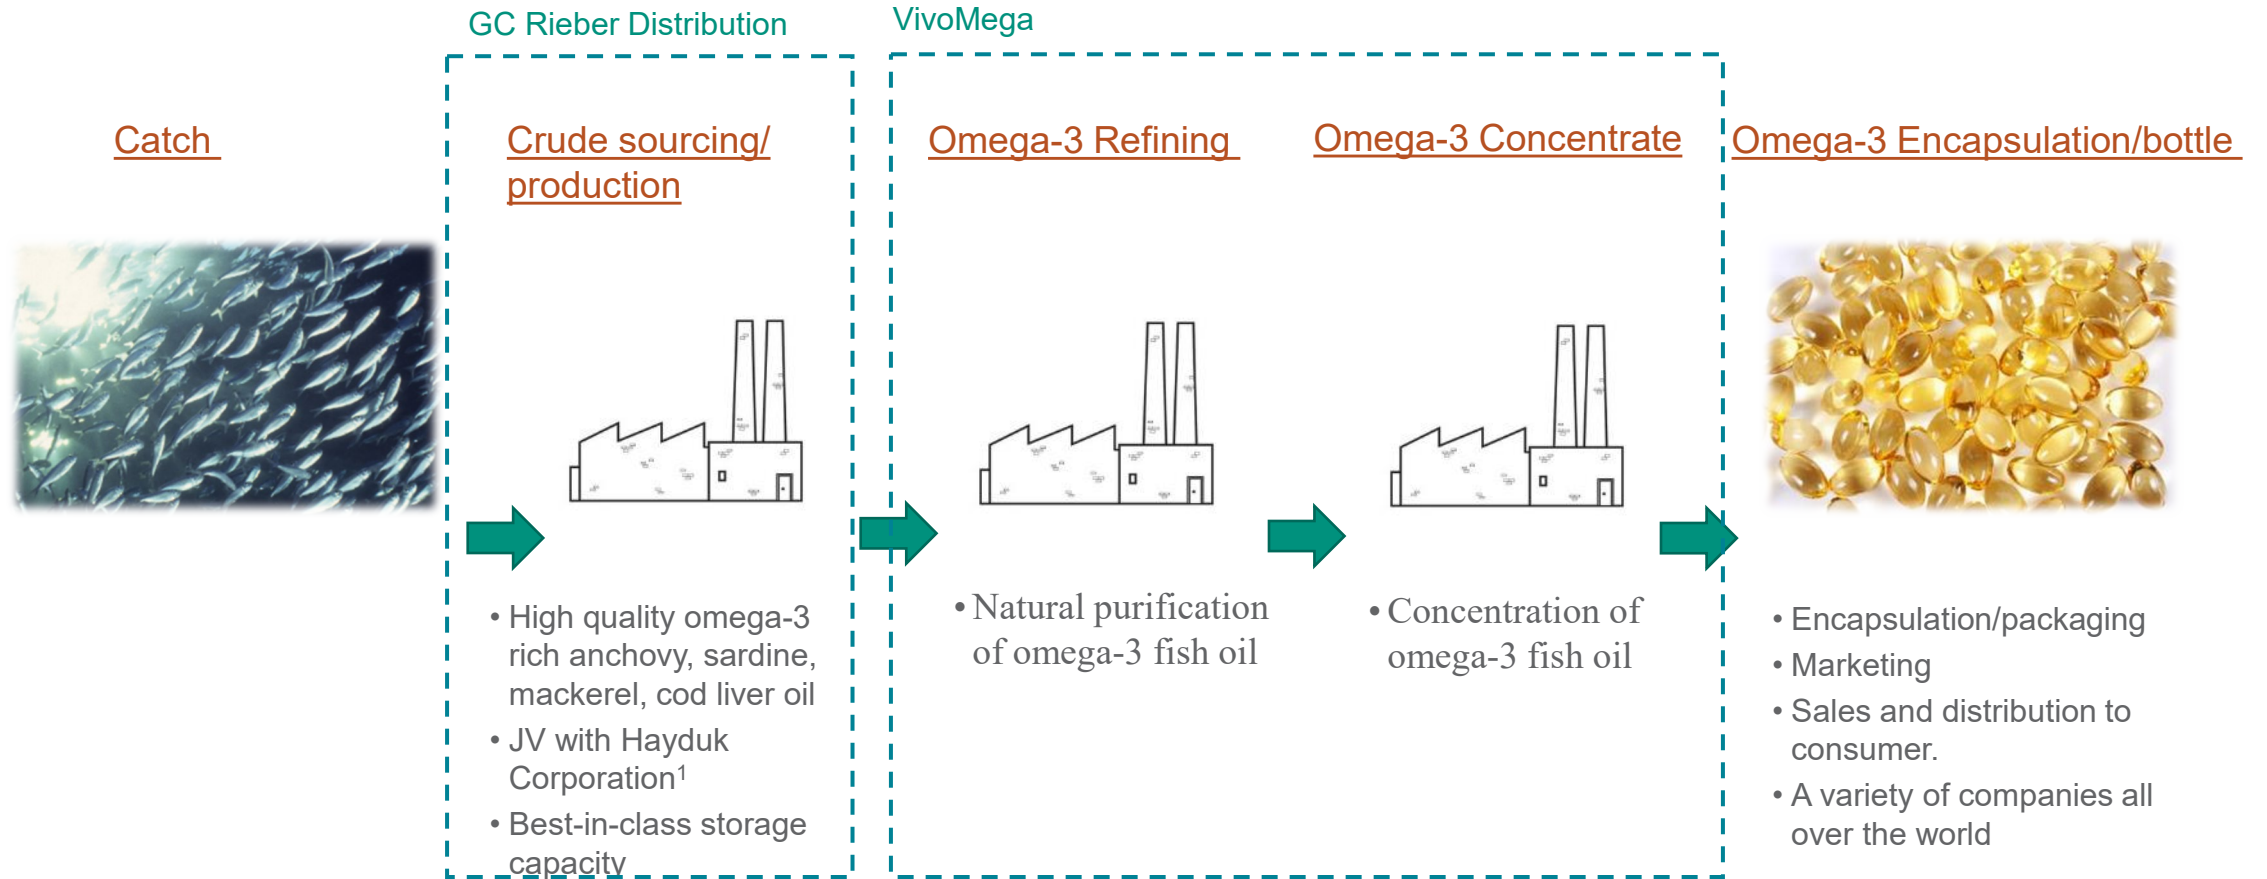 GC Rieber Distribution
VivoMega
Catch
Crude sourcing/
production
Omega-3 Refining
Omega-3 Concentrate
Omega-3 Encapsulation/bottle
• High quality omega-3
rich anchovy, sardine,
mackerel, cod liver oil
• JV with Hayduk
Corporation¹
• Best-in-class storage
capacity
• Natural purification
of omega-3 fish oil
• Concentration of
omega-3 fish oil
• Encapsulation/packaging
• Marketing
• Sales and distribution to
consumer.
• A variety of companies all
over the world